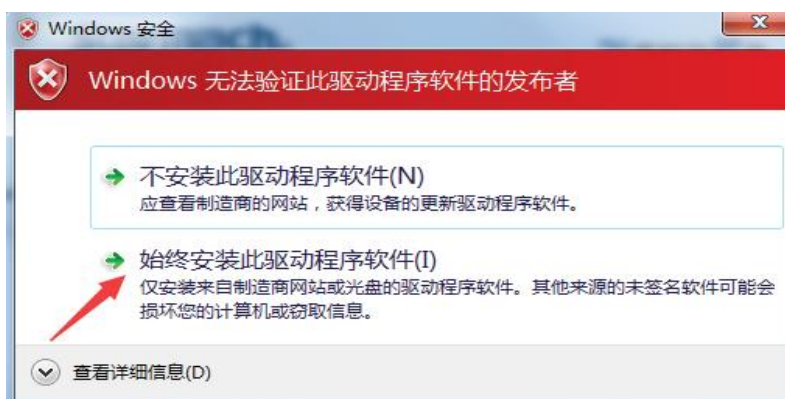 Windows 安全
Windows 无法验证此驱动程序软件的发布者
不安装此驱动程序软件(N)
应查看制造商的网站，获得设备的更新驱动程序软件。
始终安装此驱动程序软件(I)
仅安装来自制造商网站或光盘的驱动程序软件。其他来源的未签名软件可能会
损坏您的计算机或窃取信息。
查看详细信息(D)